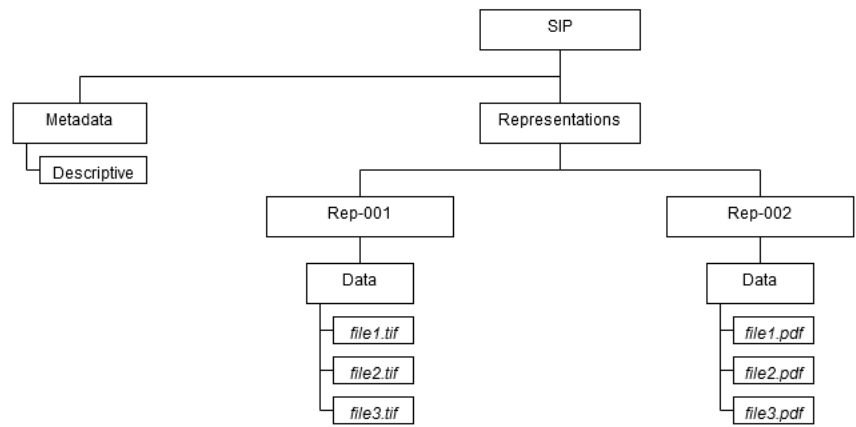 SIP
Metadata
Representations
Descriptive
Rep-001
Rep-002
Data
Data
file1.tif
file1.pdf
file2.tif
file2.pdf
file3.tif
file3.pdf